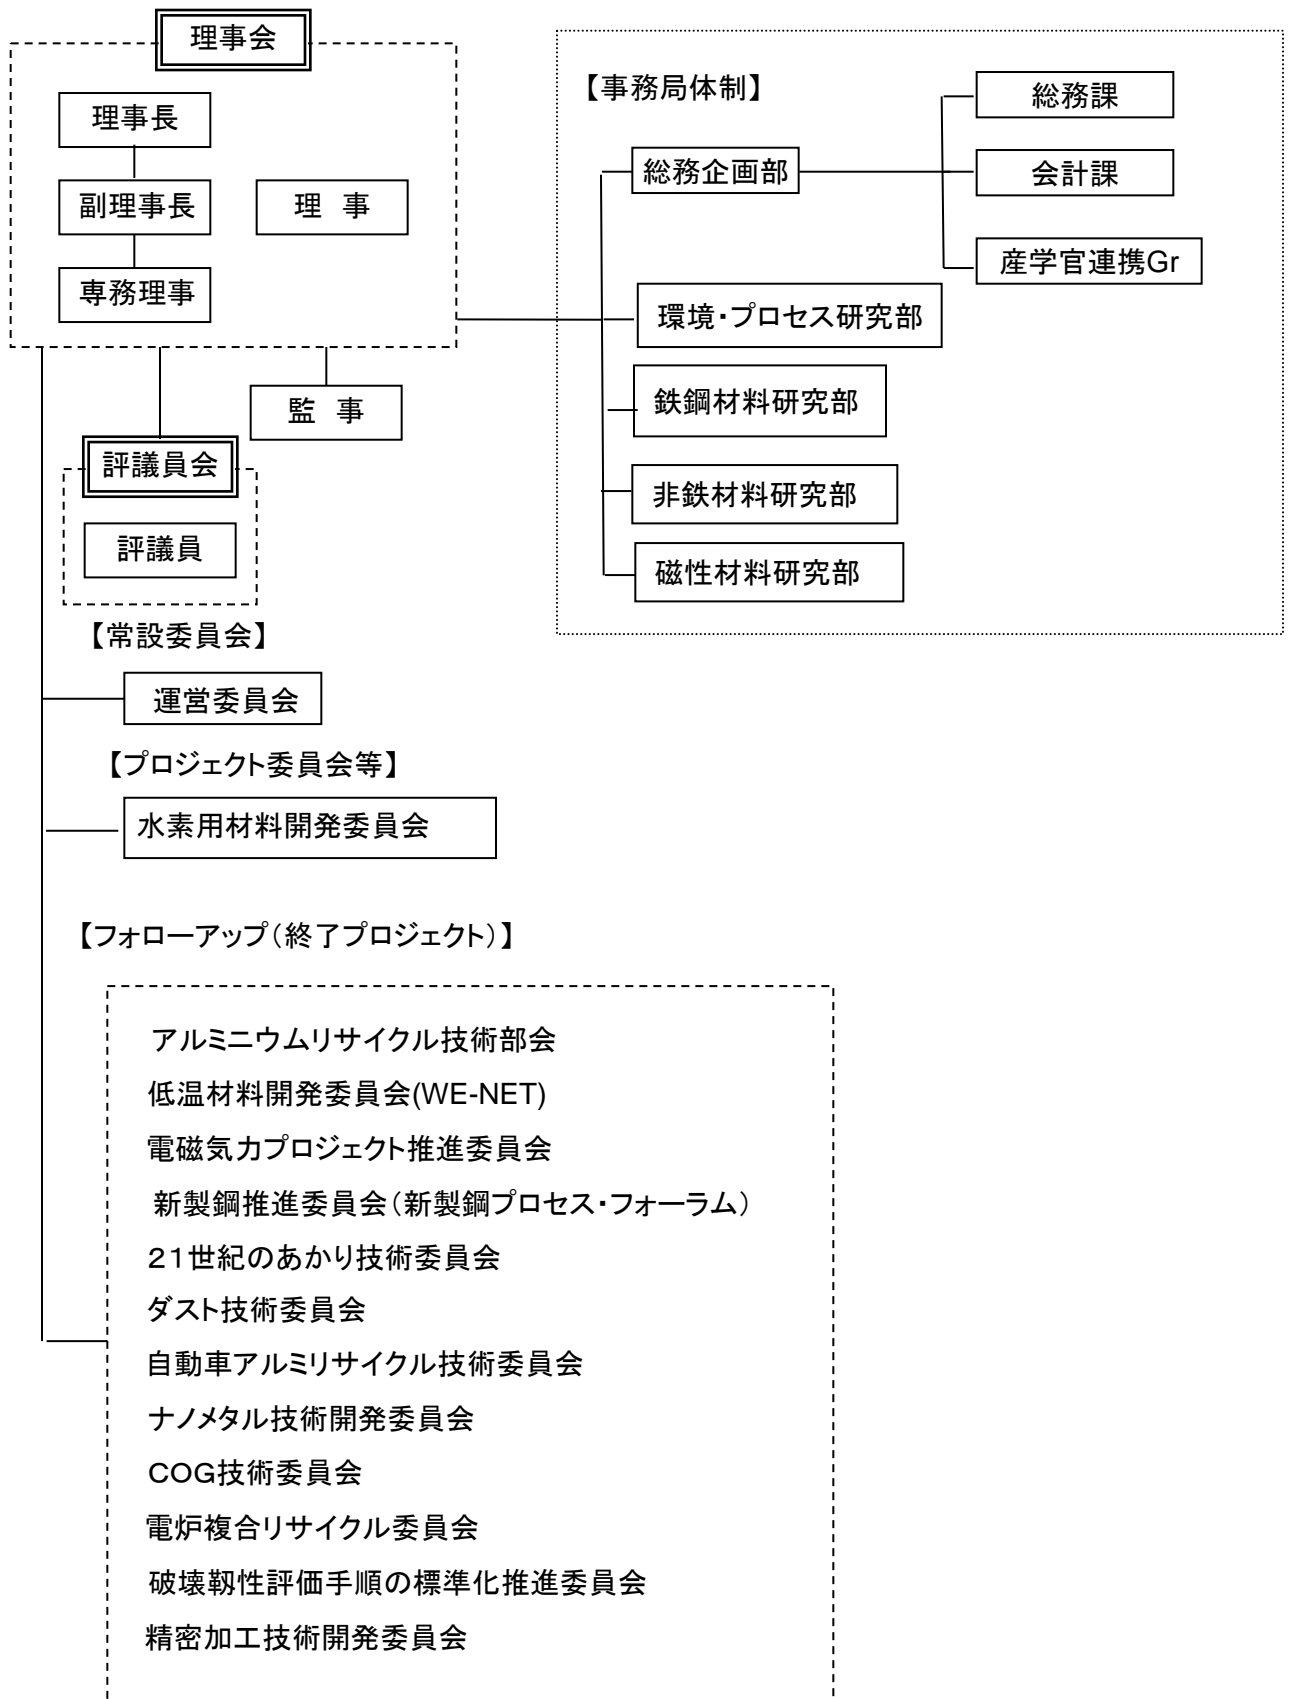 理事会
理事長
副理事長
理　事
専務理事
監　事
評議員会
評議員
【事務局体制】
総務企画部
総務課
会計課
産学官連携Gr
環境・プロセス研究部
鉄鋼材料研究部
非鉄材料研究部
磁性材料研究部
【常設委員会】
運営委員会
【プロジェクト委員会等】
水素用材料開発委員会
【フォローアップ（終了プロジェクト）】
アルミニウムリサイクル技術部会
低温材料開発委員会(WE-NET)
電磁気力プロジェクト推進委員会
新製鋼推進委員会（新製鋼プロセス・フォーラム）
２１世紀のあかり技術委員会
ダスト技術委員会
自動車アルミリサイクル技術委員会
ナノメタル技術開発委員会
ＣＯＧ技術委員会
電炉複合リサイクル委員会
破壊靱性評価手順の標準化推進委員会
精密加工技術開発委員会